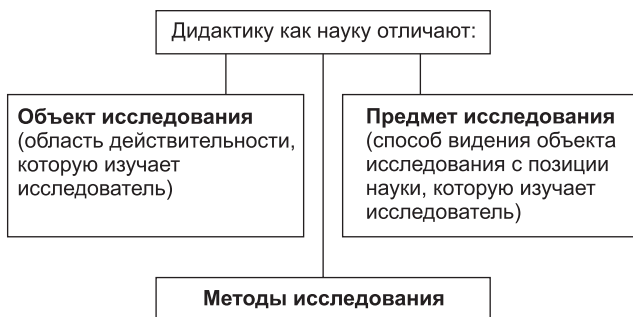 Дидактику как науку отличают:
Объект исследования
(область действительности,
которую изучает
исследователь)
Предмет исследования
(способ видения объекта
исследования с позиции
науки, которую изучает
исследователь)
Методы исследования